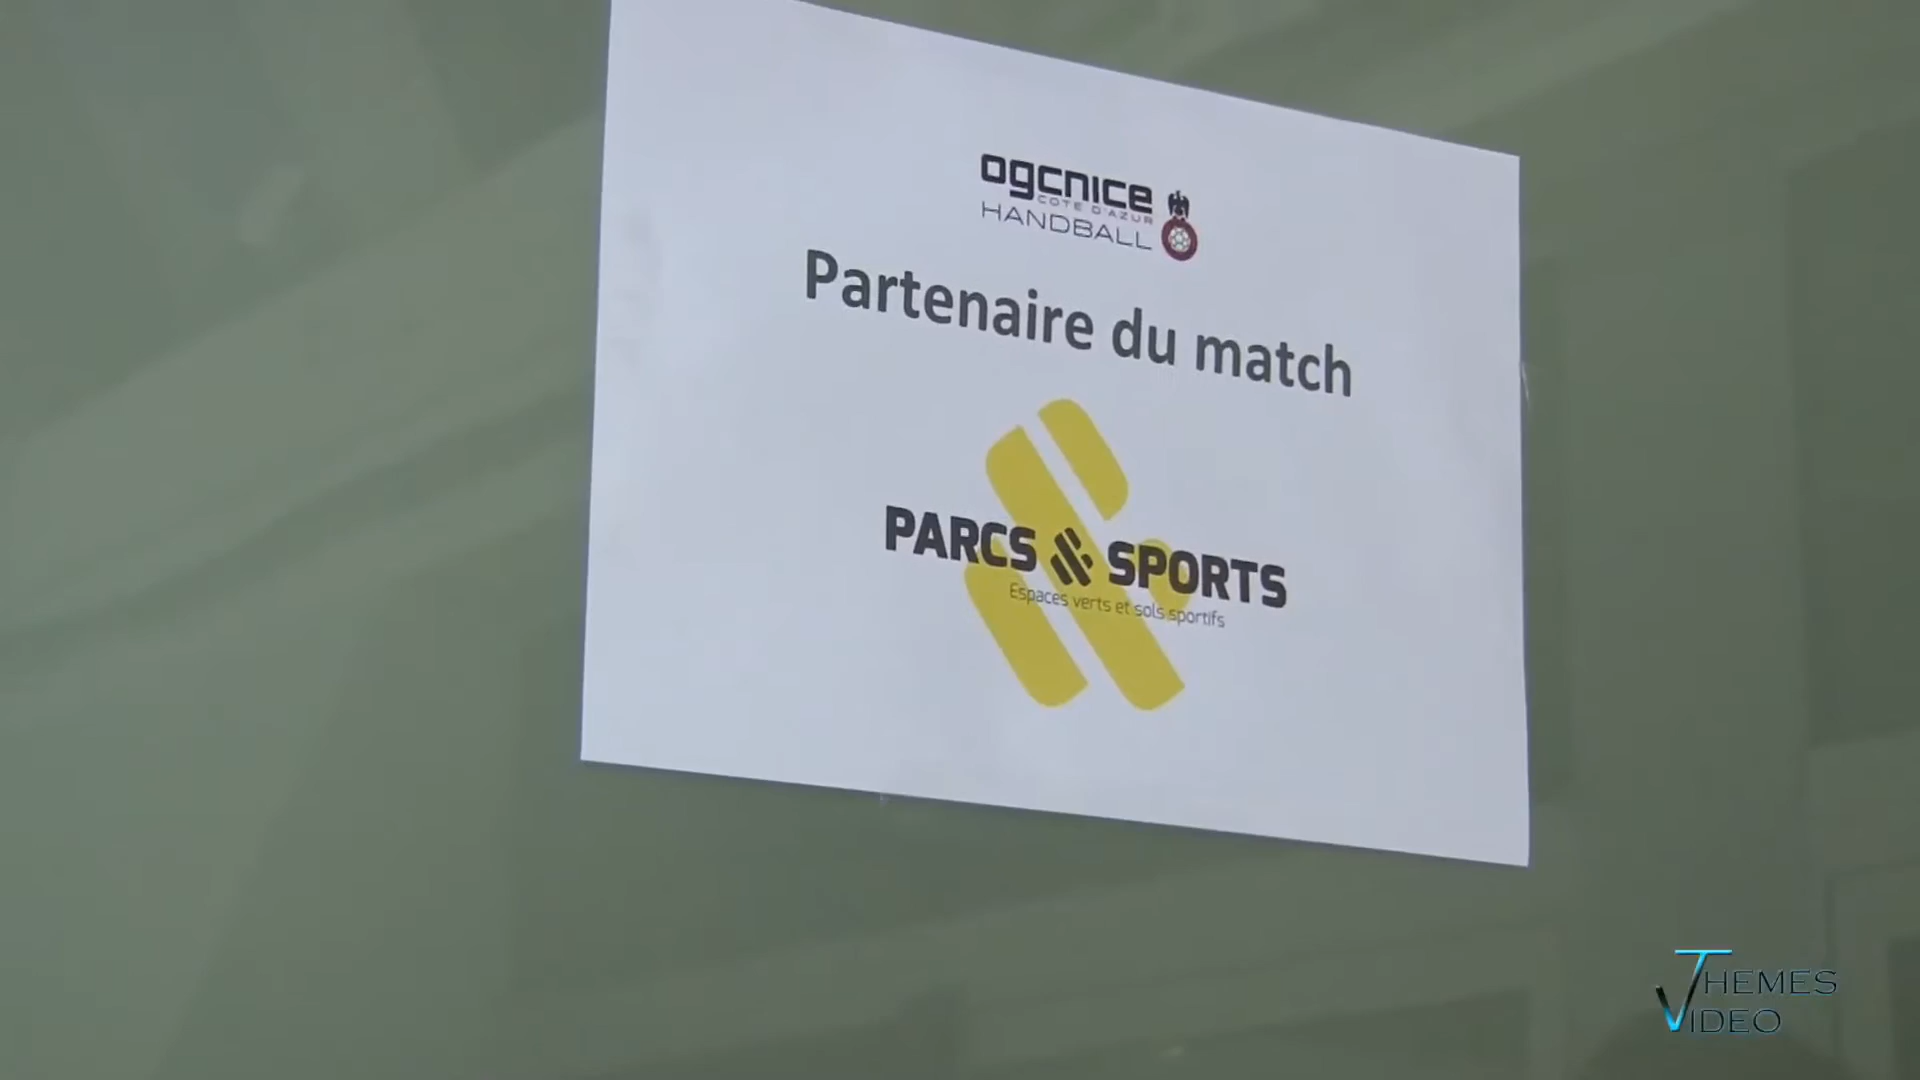 ogcnice
COTE D'AZUR
HANDBALL
Partenaire du match
PARCS & SPORTS
Espaces verts et sols sportifs
THEMES
VIDEO